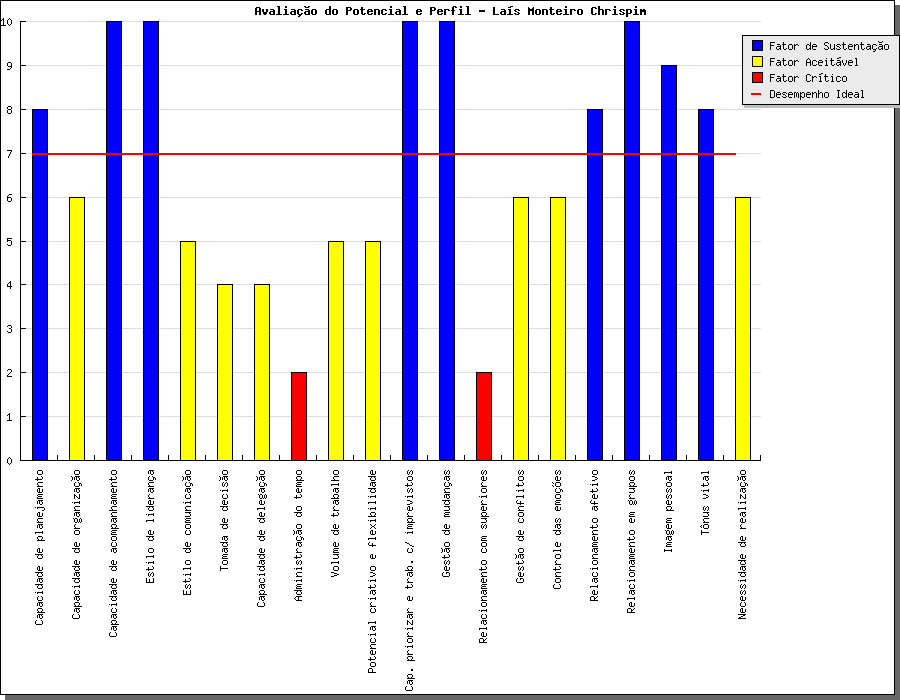 Avaliação do Potencial e Perfil - Laís Monteiro Chrispim
Fator de Sustentação
Fator Aceitável
Fator Crítico
Desempenho Ideal
10
9
8
7
6
5
4
3
2
1
0
Capacidade de planejamento
Capacidade de organização
Capacidade de acompanhamento
Estilo de liderança
Estilo de comunicação
Tomada de decisão
Capacidade de delegação
Administração do tempo
Volume de trabalho
Potencial criativo e flexibilidade
Cap. priorizar e trab. c/ imprevistos
Gestão de mudanças
Relacionamento com superiores
Gestão de conflitos
Controle das emoções
Relacionamento afetivo
Relacionamento em grupos
Imagem pessoal
Tônus vital
Necessidade de realização